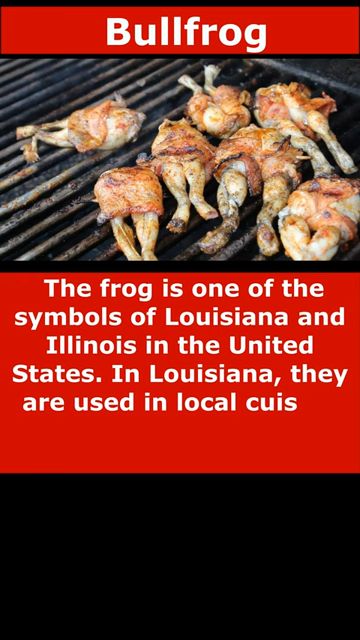 Bullfrog
The frog is one of the
symbols of Louisiana and
Illinois in the United
States. In Louisiana, they
are used in local cuis